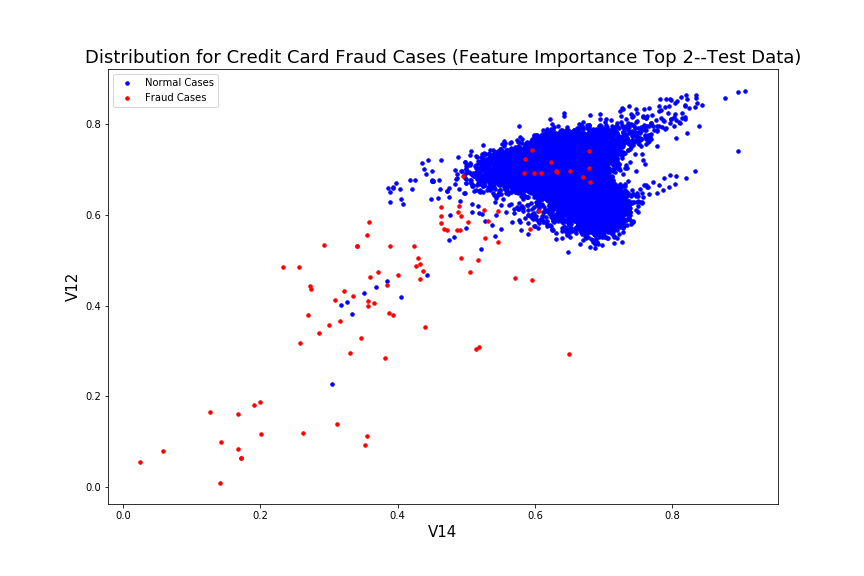 Distribution for Credit Card Fraud Cases (Feature Importance Top 2--Test Data)
Normal Cases
Fraud Cases
0.8
0.6
0.4
0.2
0.0
V12
0.0 0.2 0.4 0.6 0.8
V14